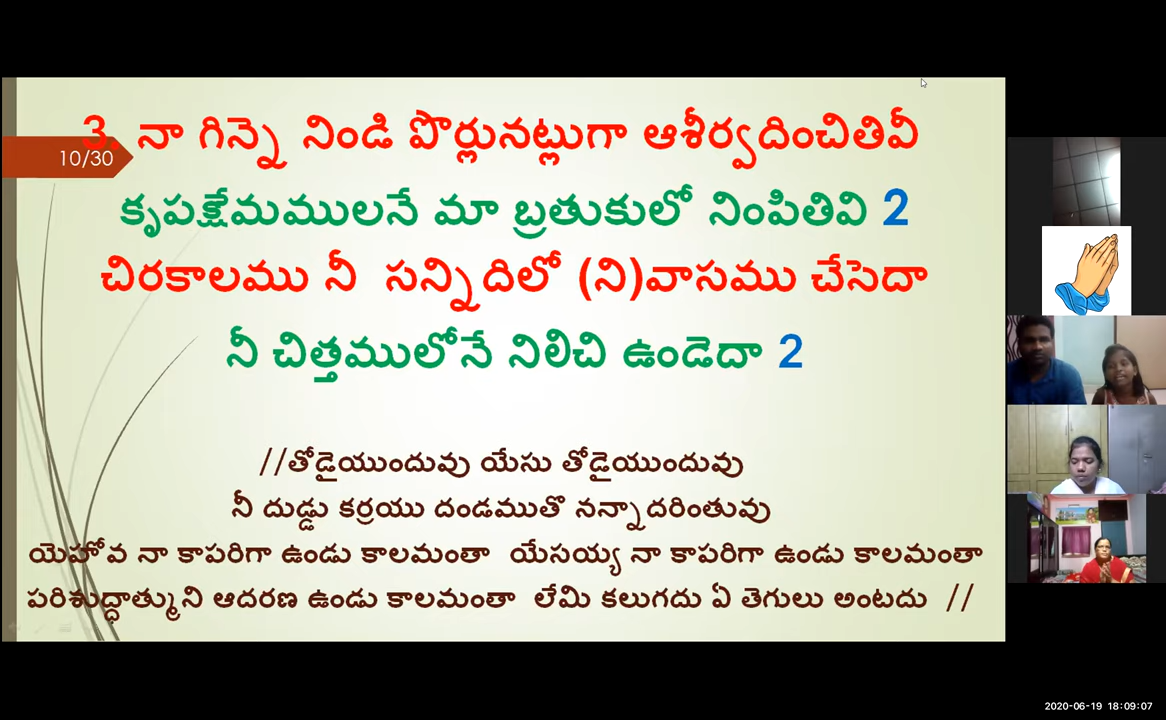 3. నా గిన్నె నిండి పొర్లునట్లుగా ఆశీర్వదించితివీ
10/30
కృపక్షేమములనే మా బ్రతుకులో నింపితివి 2
చిరకాలము నీ సన్నిదిలో (ని)వాసము చేసెదా
నీ చిత్తములోనే నిలిచి ఉండెదా 2
//తోడైయుందువు యేసు తోడైయుందువు
నీ దుడ్డు కర్రయు దండముతొ నన్నాదరింతువు
యెహోవ నా కాపరిగా ఉండు కాలమంతా యేసయ్య నా కాపరిగా ఉండు కాలమంతా
పరిశుద్ధాత్ముని ఆదరణ ఉండు కాలమంతా లేమి కలుగదు ఏ తెగులు అంటదు //
2020-06-19 18:09:07